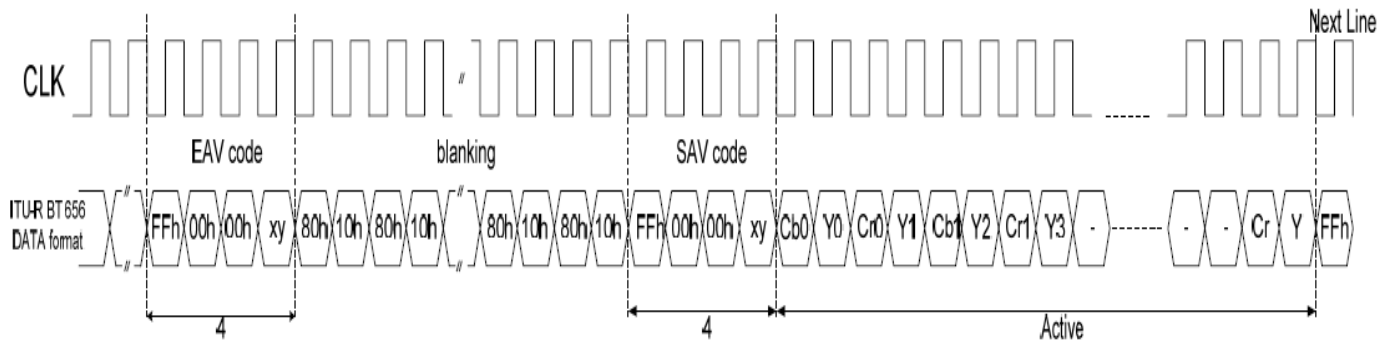 Next Line
CLK
EAV code blanking SAV code
ITU-R BT 656
DATA format
FFh 00h 00h xy 80h 10h 80h 10h 80h 10h 80h 10h FFh 00h 00h xy Cb0 Y0 Cr0 Y1 Cb1 Y2 Cr1 Y3 - - - Cr Y FFh
4 4 Active